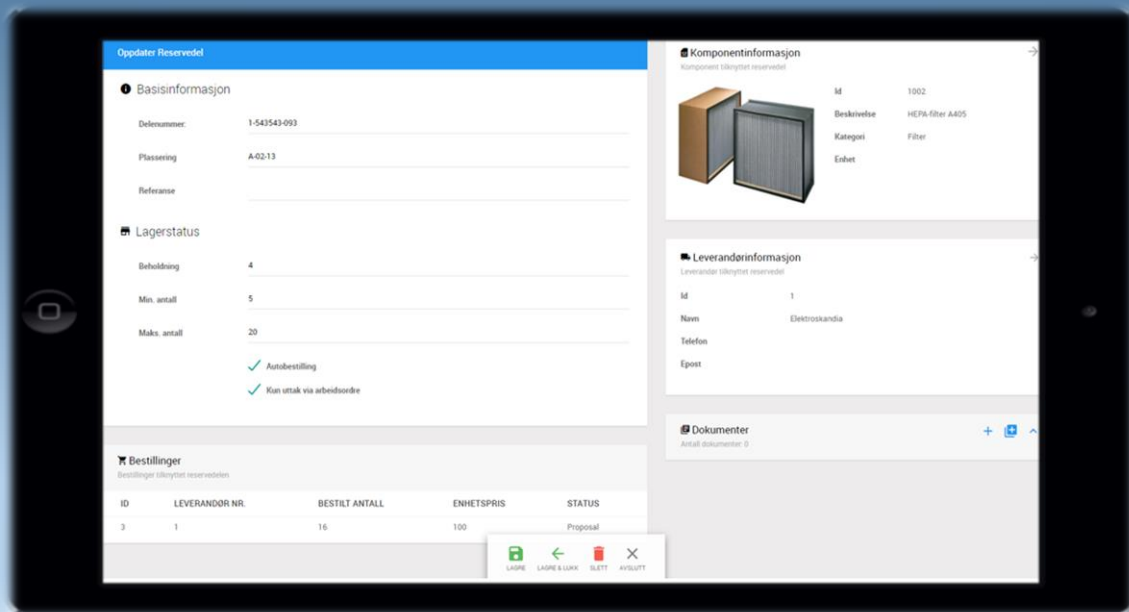 Oppdater Reservedel
Basisinformasjon
Delenummer: 1-543543-093
Plassering A-02-13
Referanse
Lagerstatus
Beholdning 4
Min. antall 5
Maks. antall 20
Autobestilling
Kun uttak via arbeidsordre
Bestillinger
Bestillinger tilknyttet reservedelen
ID LEVERANDØR NR. BESTILT ANTALL ENHETSPRIS STATUS
3 1 16 100 Proposal
Komponentinformasjon
Komponent tilknyttet reservedel
Id 1002
Beskrivelse HEPA-filter A405
Kategori Filter
Enhet
Leverandørinformasjon
Leverandør tilknyttet reservedel
Id 1
Navn Elektroskandia
Telefon
Epost
Dokumenter
Antall dokumenter: 0
LAGRE LAGRE & LUKK SLETT AVSLUTT